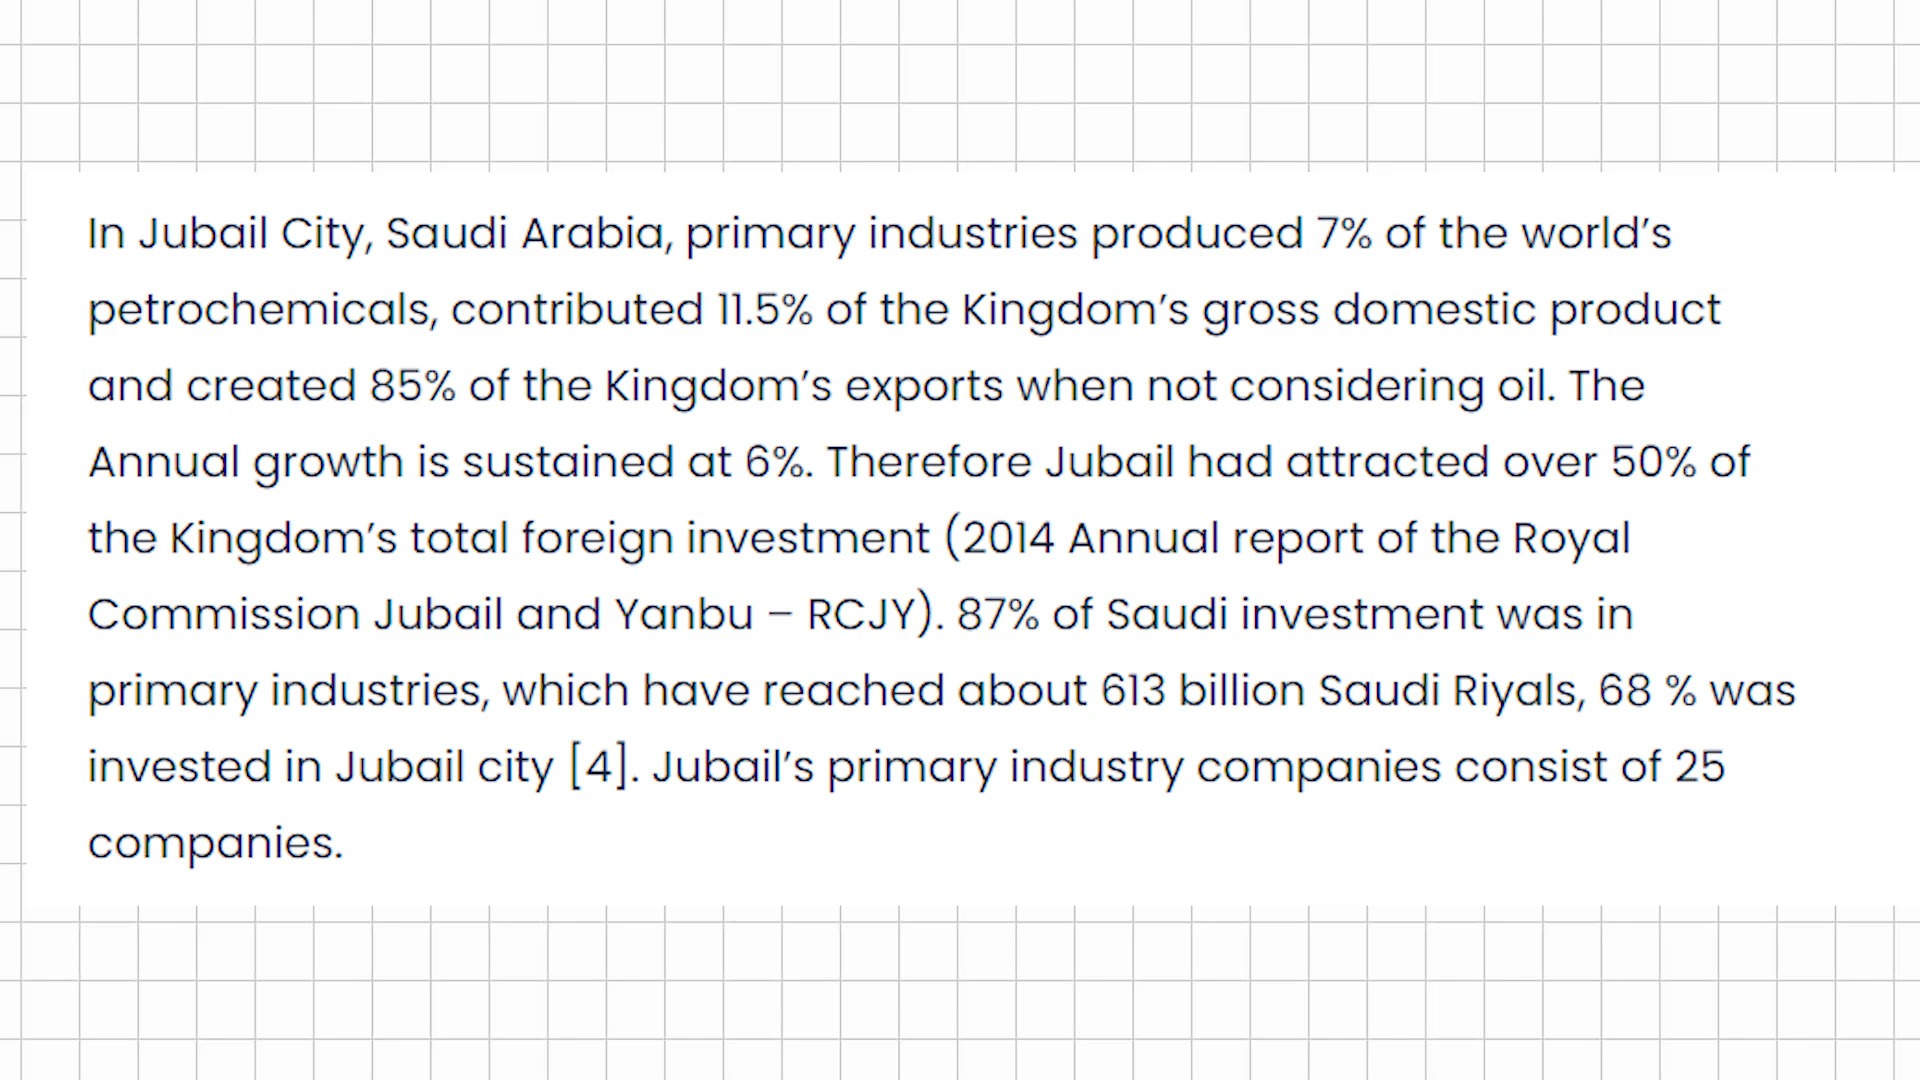 In Jubail City, Saudi Arabia, primary industries produced 7% of the world’s
petrochemicals, contributed 11.5% of the Kingdom’s gross domestic product
and created 85% of the Kingdom’s exports when not considering oil. The
Annual growth is sustained at 6%. Therefore Jubail had attracted over 50% of
the Kingdom’s total foreign investment (2014 Annual report of the Royal
Commission Jubail and Yanbu – RCJY). 87% of Saudi investment was in
primary industries, which have reached about 613 billion Saudi Riyals, 68 % was
invested in Jubail city [4]. Jubail’s primary industry companies consist of 25
companies.